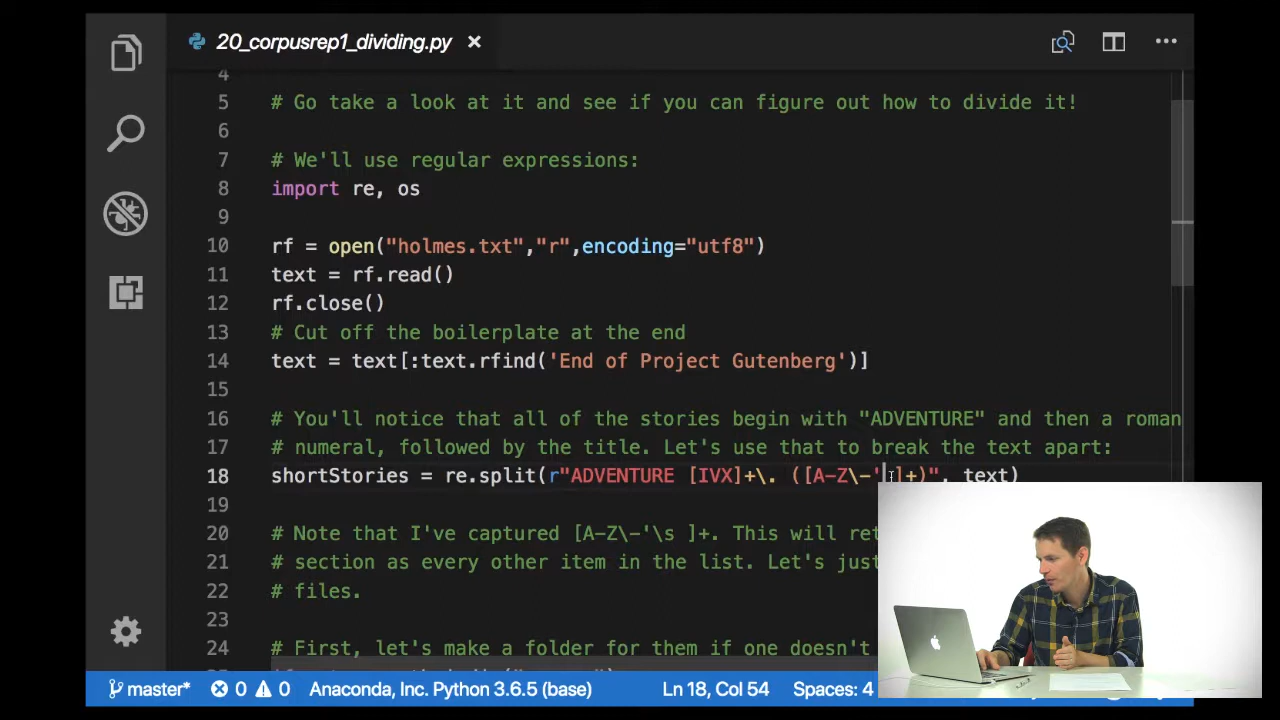 20_corpusrep1_dividing.py
4
5 # Go take a look at it and see if you can figure out how to divide it!
6
7 # We'll use regular expressions:
8 import re, os
9
10 rf = open("holmes.txt","r",encoding="utf8")
11 text = rf.read()
12 rf.close()
13 # Cut off the boilerplate at the end
14 text = text[:text.rfind('End of Project Gutenberg')]
15
16 # You'll notice that all of the stories begin with "ADVENTURE" and then a roman
17 # numeral, followed by the title. Let's use that to break the text apart:
18 shortStories = re.split(r"ADVENTURE [IVX]+\. ([A-Z\-' ]+)", text)
19
20 # Note that I've captured [A-Z\-'\s ]+. This will ret
21 # section as every other item in the list. Let's just
22 # files.
23
24 # First, let's make a folder for them if one doesn't
master* 0 0 Anaconda, Inc. Python 3.6.5 (base) Ln 18, Col 54 Spaces: 4